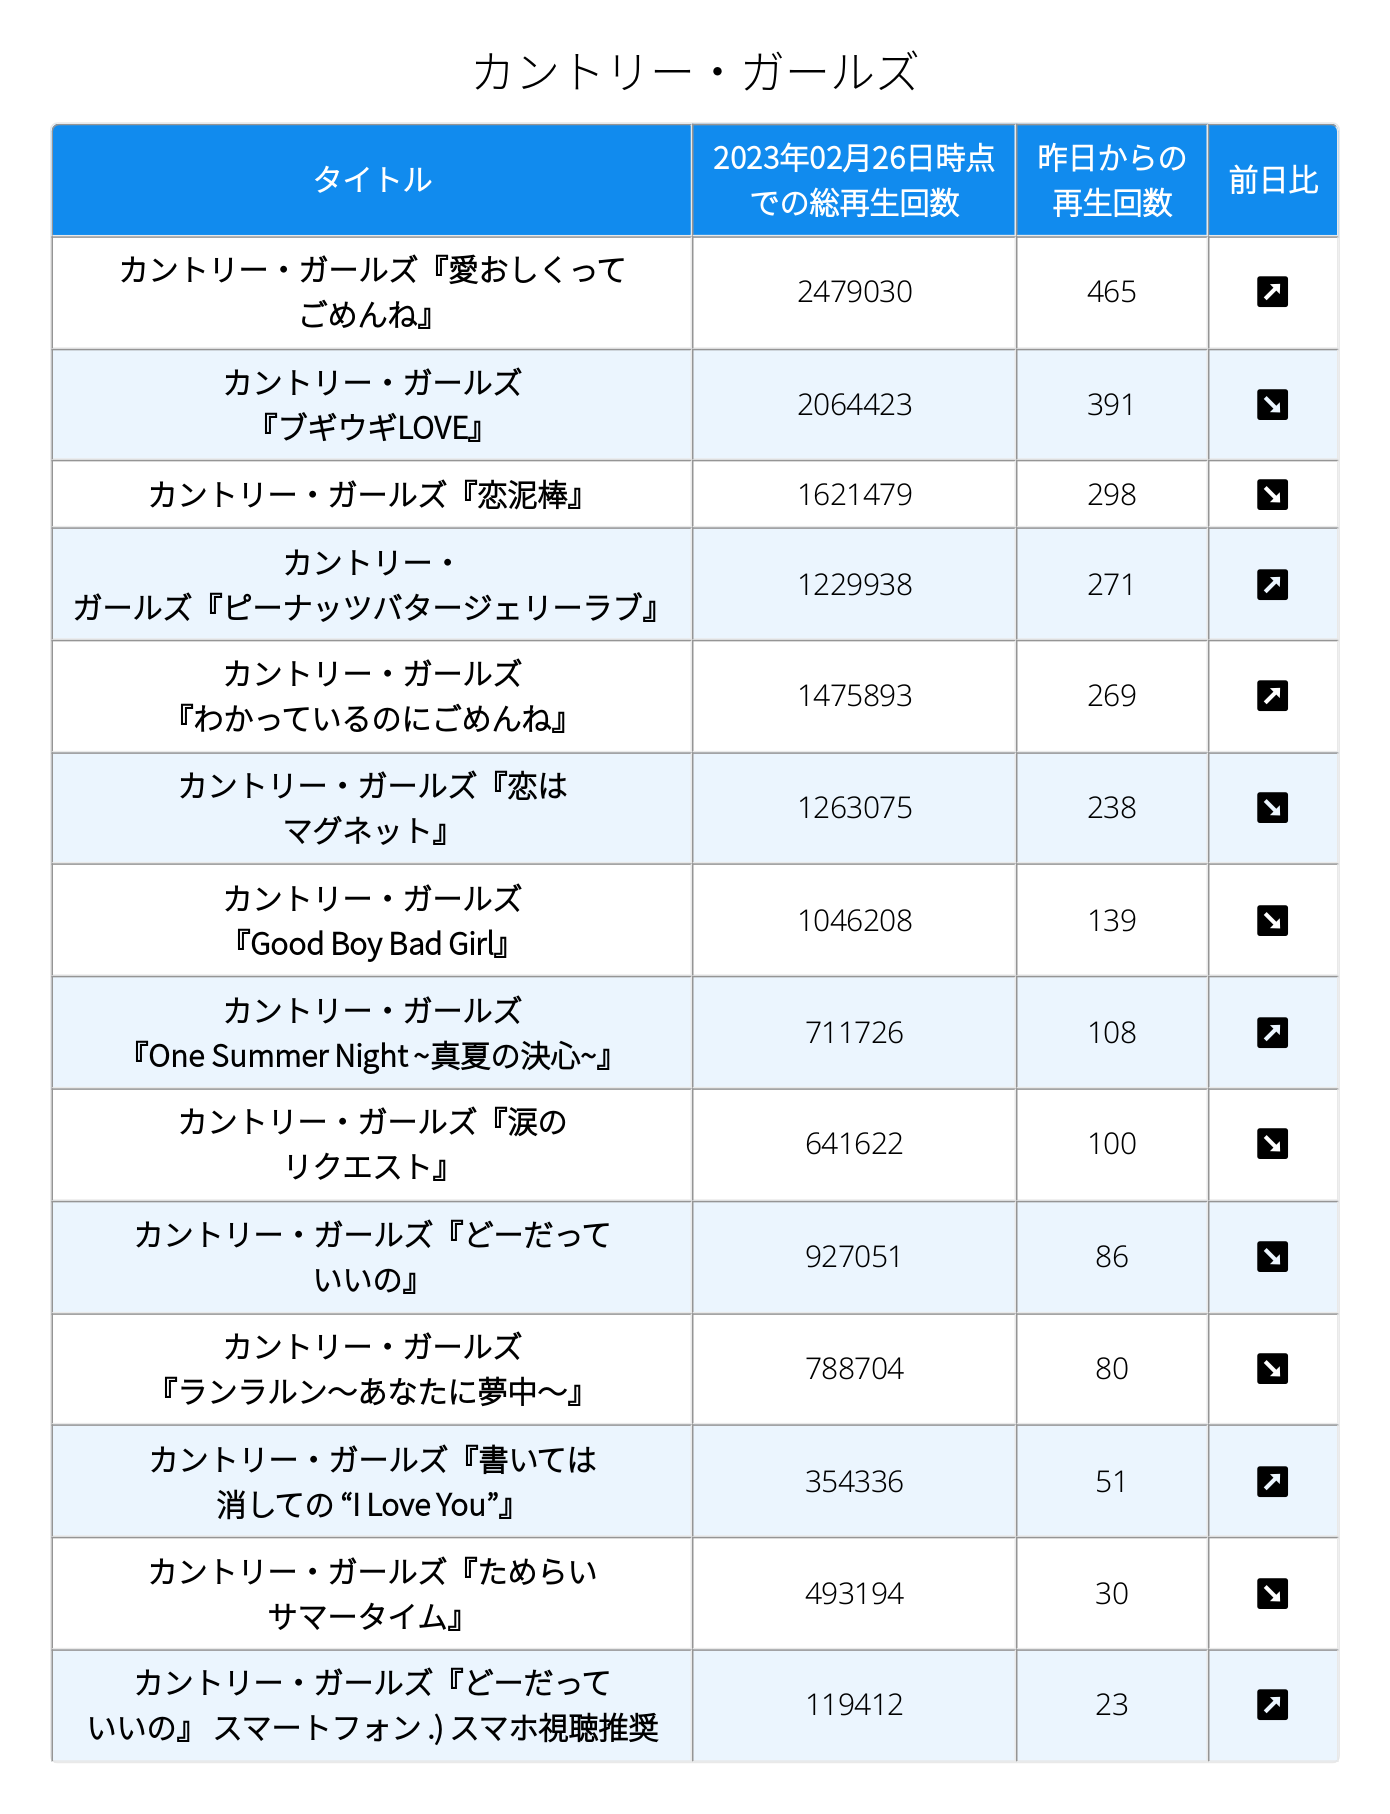 カントリー・ガールズ
タイトル
2023年02月26日時点
での総再生回数
昨日からの
再生回数
前日比
カントリー・ガールズ『愛おしくって
ごめんね』
2479030
465
カントリー・ガールズ
『ブギウギLOVE』
2064423
391
カントリー・ガールズ『恋泥棒』
1621479
298
カントリー・
ガールズ『ピーナッツバタージェリーラブ』
1229938
271
カントリー・ガールズ
『わかっているのにごめんね』
1475893
269
カントリー・ガールズ『恋は
マグネット』
1263075
238
カントリー・ガールズ
『Good Boy Bad Girl』
1046208
139
カントリー・ガールズ
『One Summer Night ~真夏の決心~』
711726
108
カントリー・ガールズ『涙の
リクエスト』
641622
100
カントリー・ガールズ『どーだって
いいの』
927051
86
カントリー・ガールズ
『ランラルン〜あなたに夢中〜』
788704
80
カントリー・ガールズ『書いては
消しての “I Love You”』
354336
51
カントリー・ガールズ『ためらい
サマータイム』
493194
30
カントリー・ガールズ『どーだって
いいの』 スマートフォン .) スマホ視聴推奨
119412
23